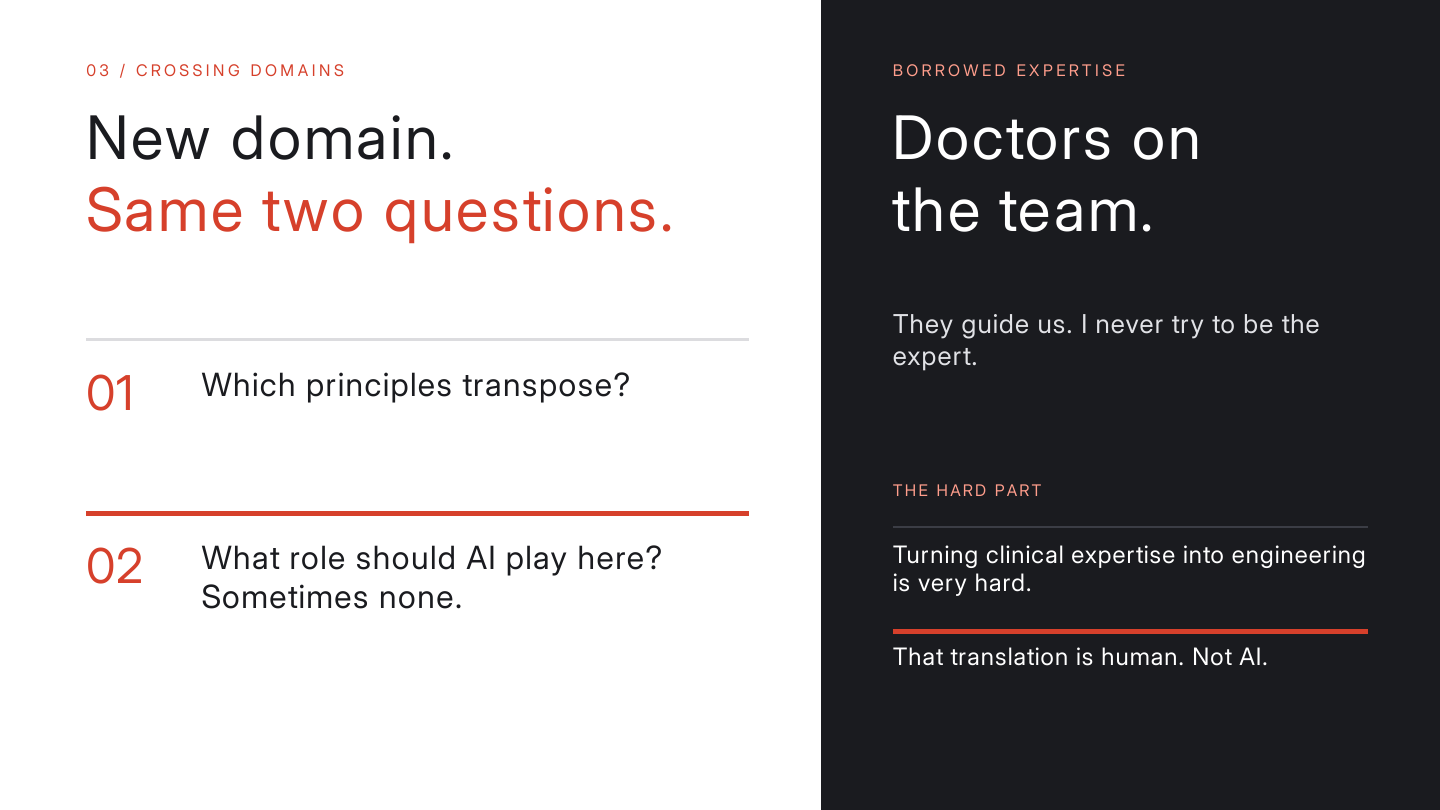 03 / CROSSING DOMAINS
New domain.
Same two questions.
01
Which principles transpose?
02
What role should AI play here?
Sometimes none.
BORROWED EXPERTISE
Doctors on
the team.
They guide us. I never try to be the
expert.
THE HARD PART
Turning clinical expertise into engineering
is very hard.
That translation is human. Not AI.